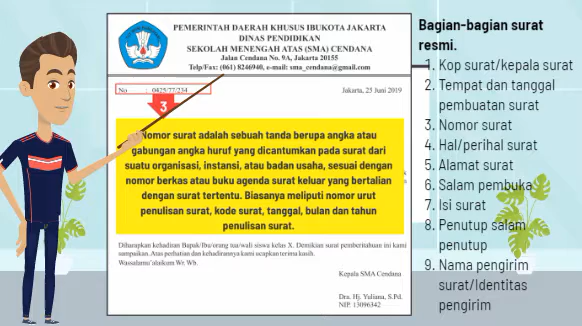 PEMERINTAH DAERAH KHUSUS IBUKOTA JAKARTA
DINAS PENDIDIKAN
SEKOLAH MENENGAH ATAS (SMA) CENDANA
Jalan Cendana No. 9A, Jakarta 20155
Telp/Fax: (061) 8246940, e-mail: sma_cendana@gmail.com
No : 0425/77/234
Jakarta, 25 Juni 2019
3
Nomor surat adalah sebuah tanda berupa angka atau
gabungan angka huruf yang dicantumkan pada surat dari
suatu organisasi, instansi, atau badan usaha, sesuai dengan
nomor berkas atau buku agenda surat keluar yang bertalian
dengan surat tertentu. Biasanya meliputi nomor urut
penulisan surat, kode surat, tanggal, bulan dan tahun
penulisan surat.
Diharapkan kehadiran Bapak/Ibu/orang tua/wali siswa kelas X. Demikian surat pemberitahuan ini kami
sampaikan. Atas perhatian dan kehadirannya kami ucapkan terima kasih.
Wassalamu'alaikum Wr. Wb.
Kepala SMA Cendana
Dra. Hj. Yuliana, S.Pd.
NIP. 13096342
Bagian-bagian surat
resmi.
1. Kop surat/kepala surat
2. Tempat dan tanggal
pembuatan surat
3. Nomor surat
4. Hal/perihal surat
5. Alamat surat
6. Salam pembuka
7. Isi surat
8. Penutup salam
penutup
9. Nama pengirim
surat/Identitas
pengirim